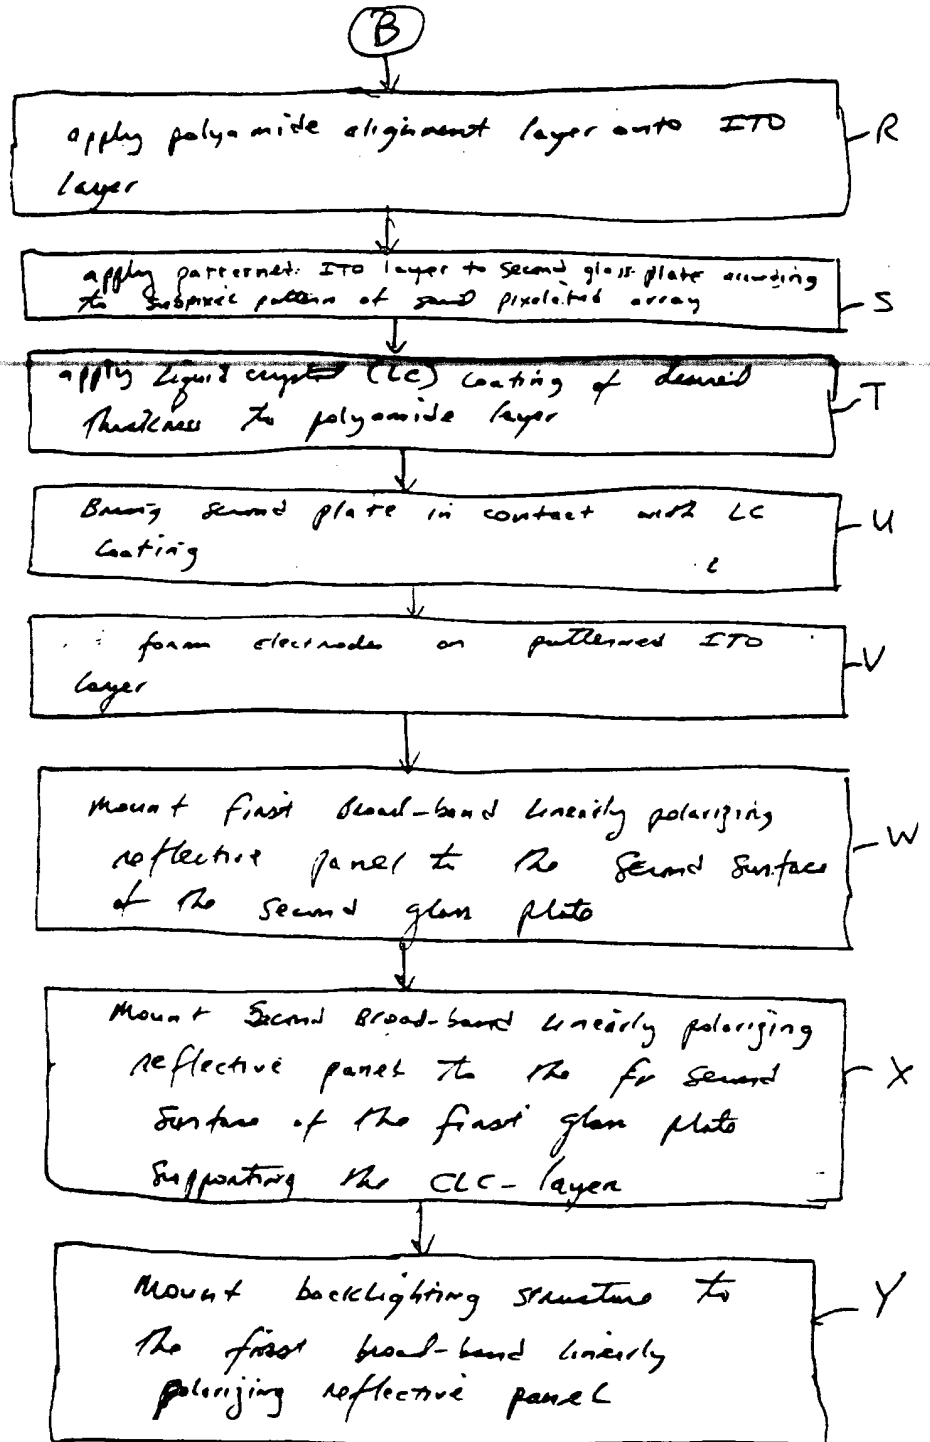 B
apply polyamide alignment layer onto ITO
layer
R
apply patterned ITO layer to second glass plate according
to subpixel pattern of said pixelated array
S
apply Liquid crystal (LC) coating of desired
thickness to polyamide layer
T
Bring second plate in contact with LC
Coating
U
form electrodes on patterned ITO
layer
V
Mount first Broad-band linearly polarizing
reflective panel to the second surface
of the second glass plate
W
Mount Second Broad-band linearly polarizing
reflective panel to the fr second
Surface of the first glass plate
Supporting the CLC-layer
X
Mount backlighting structure to
the first broad-band linearly
polarizing reflective panel
Y